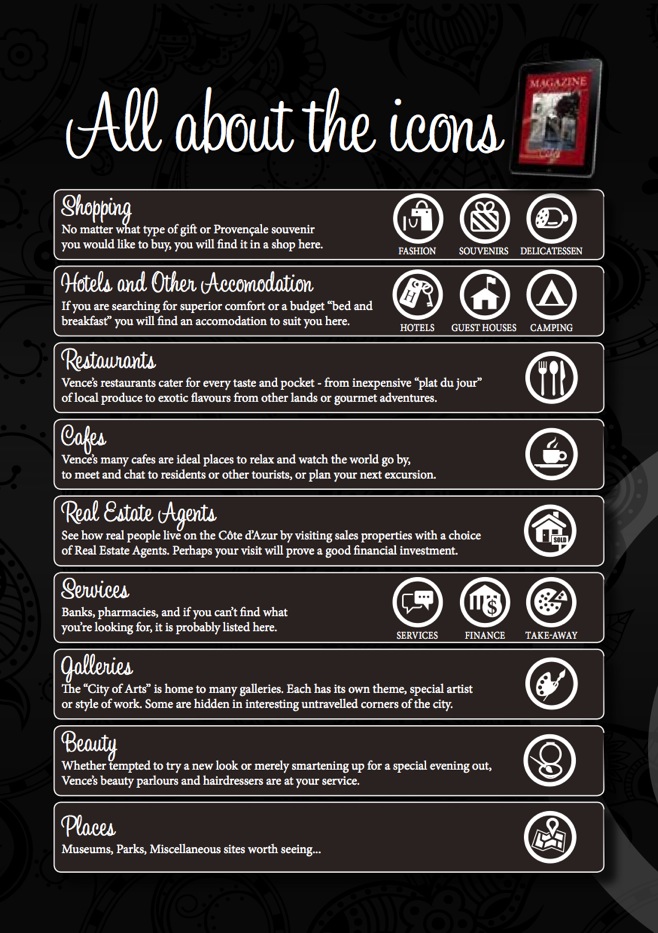 All about the icons
MAGAZINE
Shopping
No matter what type of gift or Provençale souvenir
you would like to buy, you will find it in a shop here.
FASHION SOUVENIRS DELICATESSEN
Hotels and Other Accomodation
If you are searching for superior comfort or a budget “bed and
breakfast” you will find an accomodation to suit you here.
H
HOTELS GUEST HOUSES CAMPING
Restaurants
Vence’s restaurants cater for every taste and pocket - from inexpensive “plat du jour”
of local produce to exotic flavours from other lands or gourmet adventures.
Cafes
Vence’s many cafes are ideal places to relax and watch the world go by,
to meet and chat to residents or other tourists, or plan your next excursion.
Real Estate Agents
See how real people live on the Côte d’Azur by visiting sales properties with a choice
of Real Estate Agents. Perhaps your visit will prove a good financial investment.
SOLD
Services
Banks, pharmacies, and if you can’t find what
you’re looking for, it is probably listed here.
$
SERVICES FINANCE TAKE-AWAY
Galleries
The “City of Arts” is home to many galleries. Each has its own theme, special artist
or style of work. Some are hidden in interesting untravelled corners of the city.
Beauty
Whether tempted to try a new look or merely smartening up for a special evening out,
Vence’s beauty parlours and hairdressers are at your service.
Places
Museums, Parks, Miscellaneous sites worth seeing...